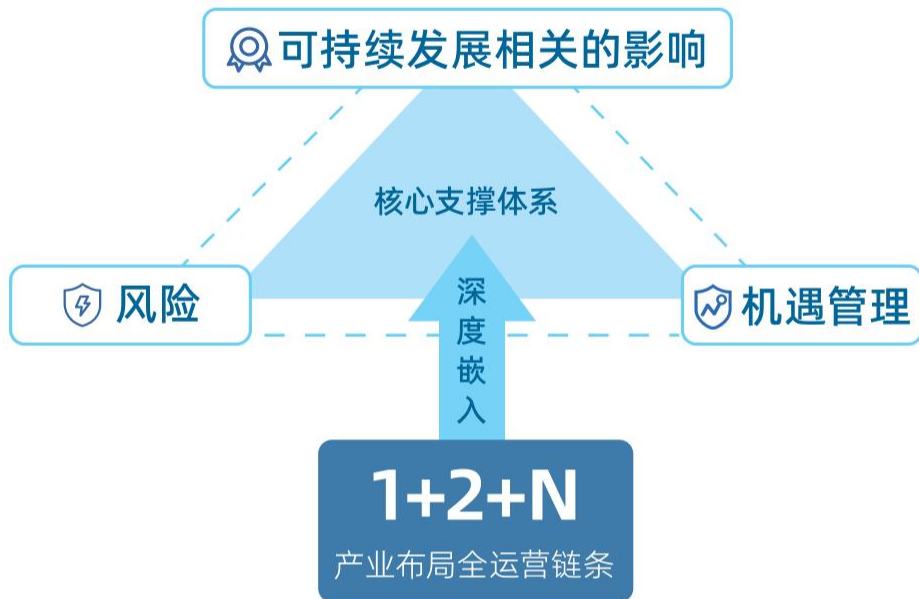 可持续发展相关的影响
核心支撑体系
风险
机遇管理
深度嵌入
1+2+N
产业布局全运营链条